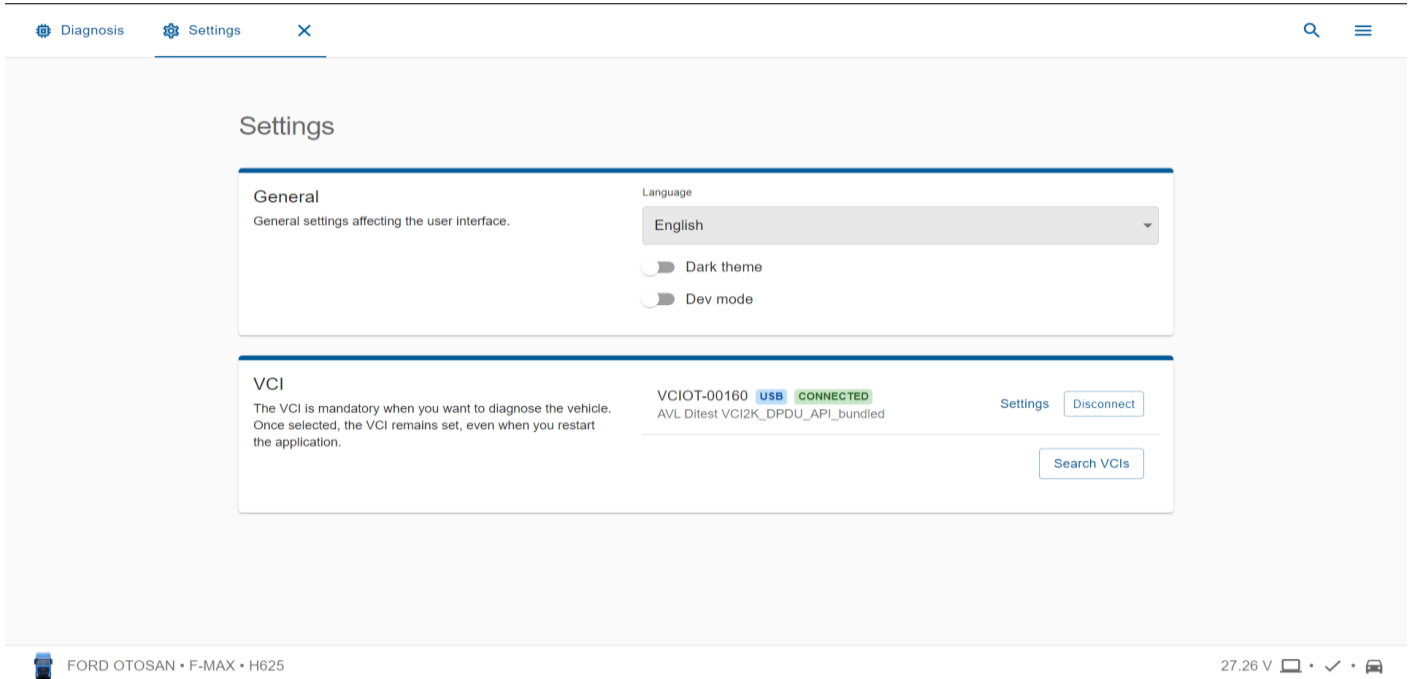 Diagnosis
Settings
Settings
General
General settings affecting the user interface.
Language
English
Dark theme
Dev mode
VCI
The VCI is mandatory when you want to diagnose the vehicle.
Once selected, the VCI remains set, even when you restart
the application.
VCIOT-00160 USB CONNECTED
AVL Ditest VCI2K_DPDU_API_bundled
Settings
Disconnect
Search VCIs
FORD OTOSAN • F-MAX • H625
27.26 V